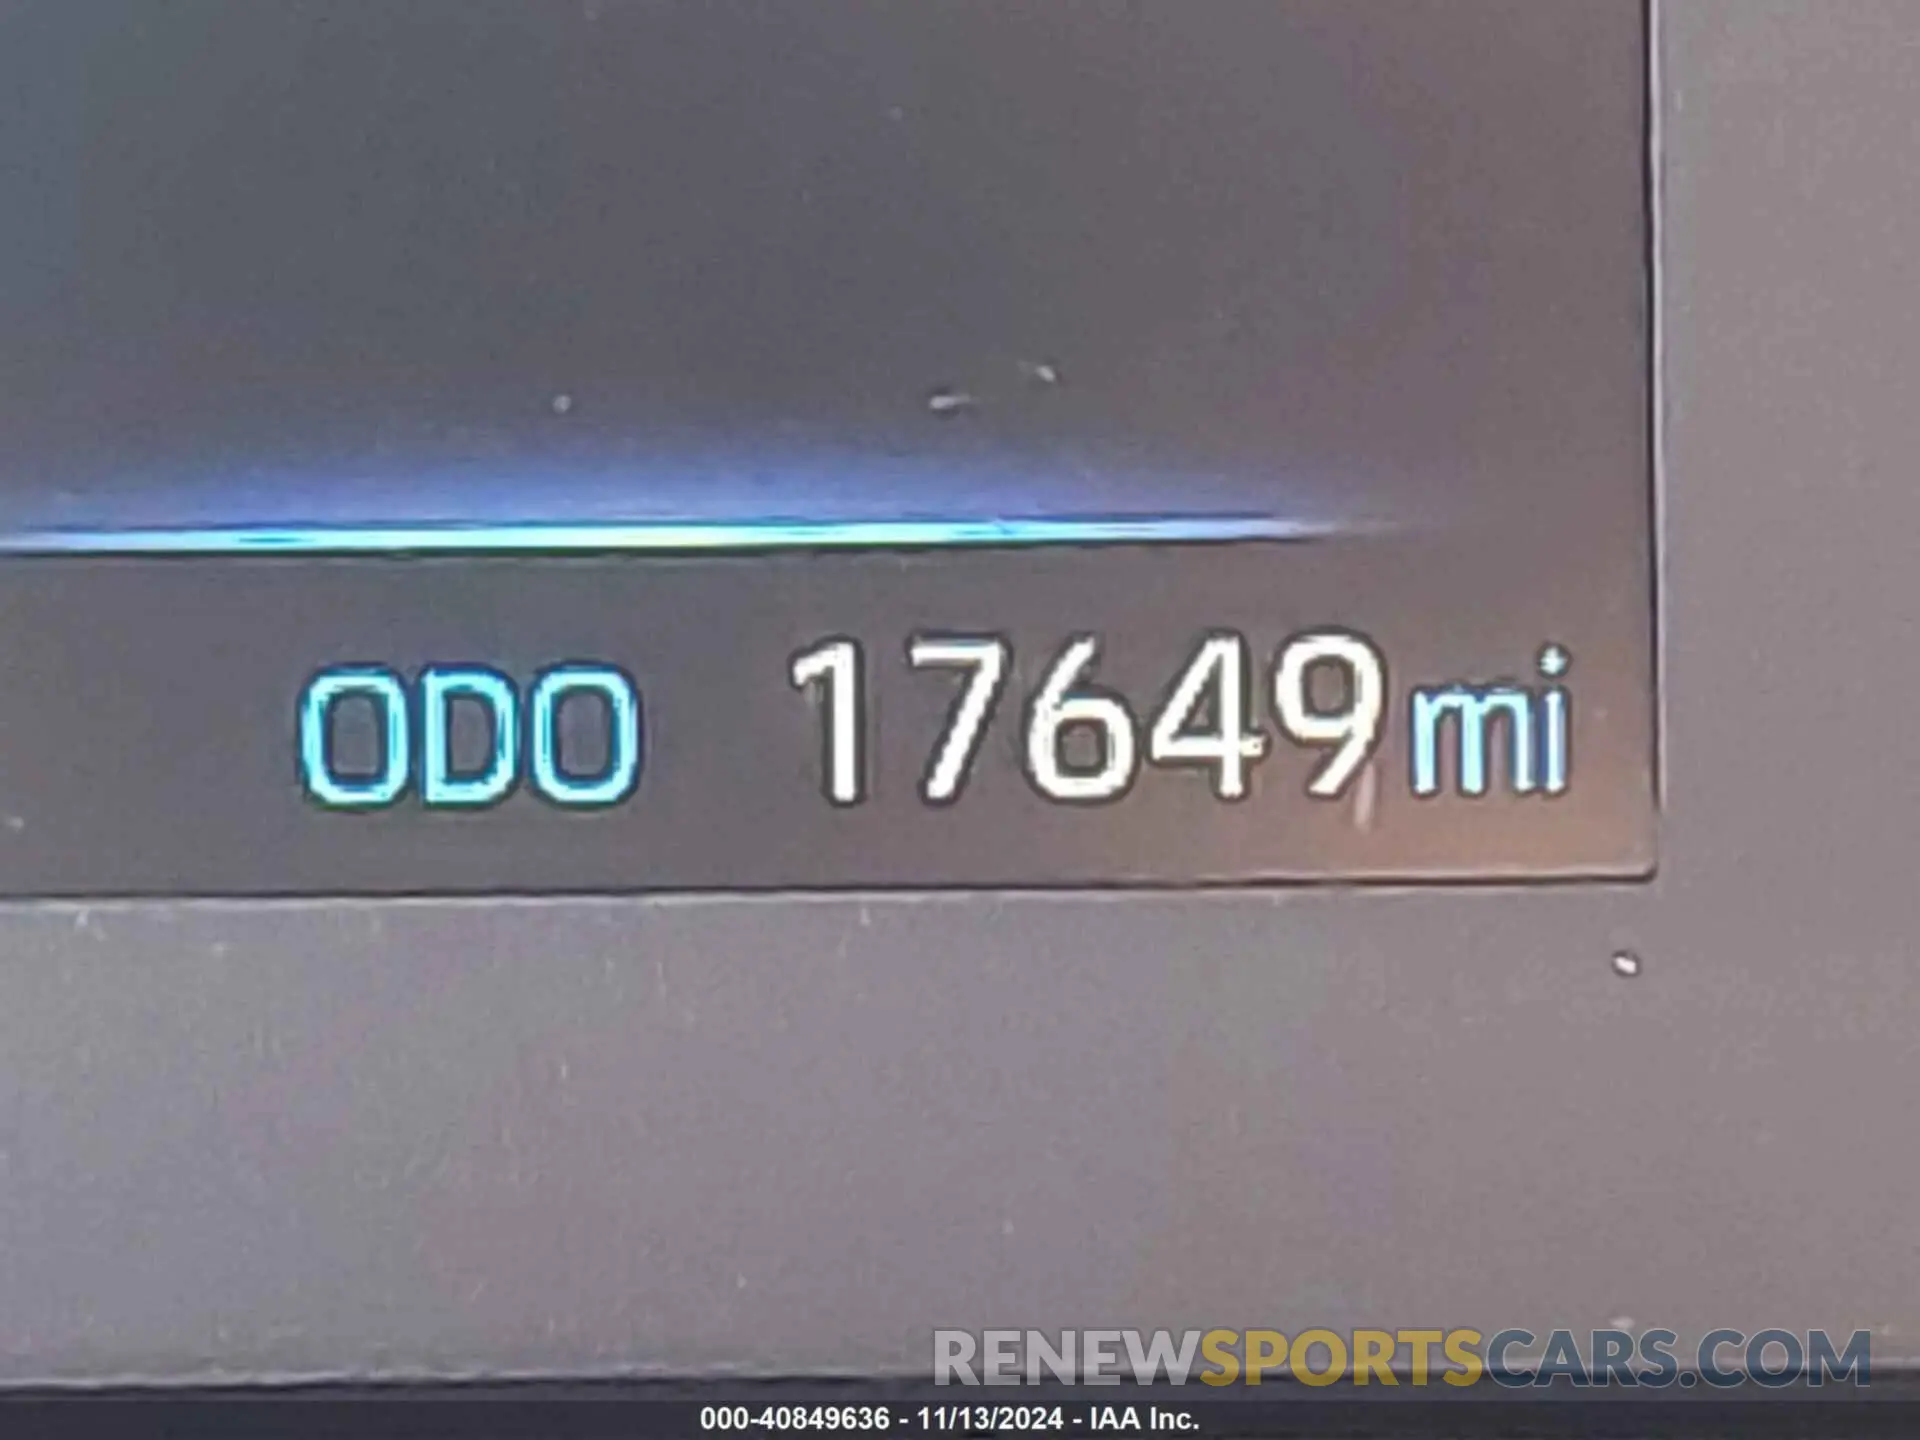 ODO 17649mi
RENEWSPORTSCARS.COM
000-40849636 - 11/13/2024 - IAA Inc.